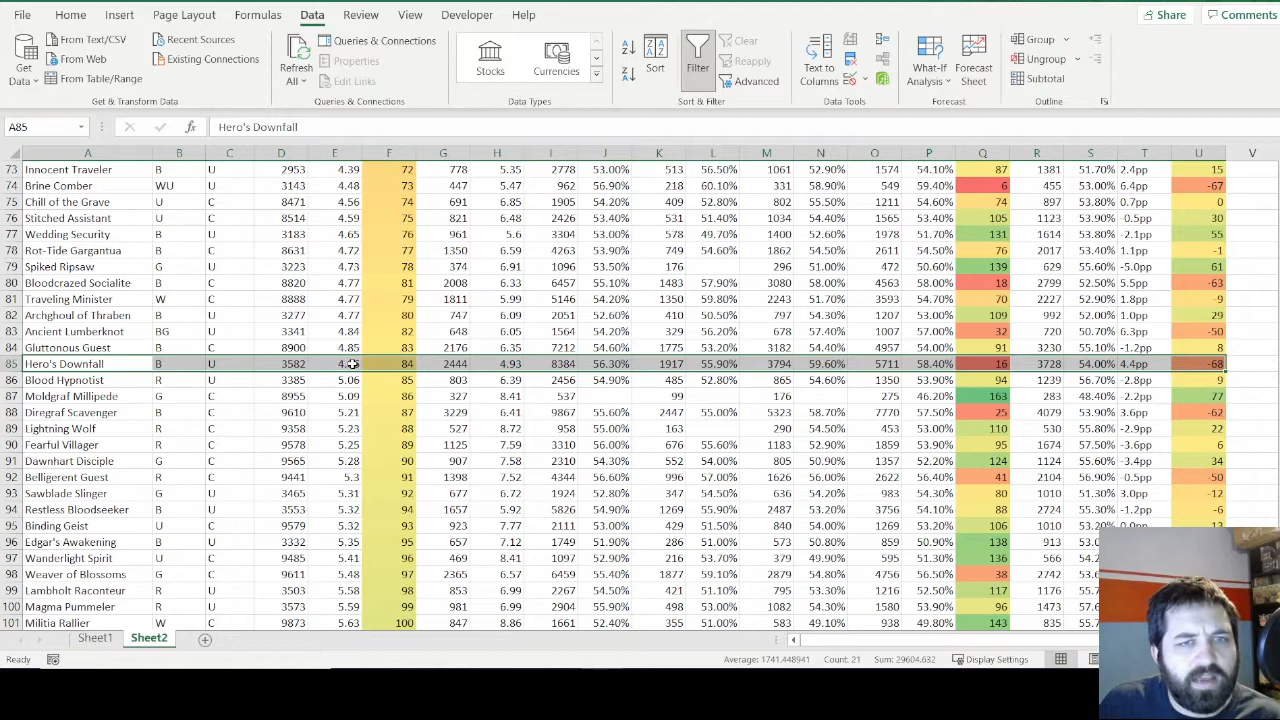 File Home Insert Page Layout Formulas Data Review View Developer Help Share Comments
Get Data From Text/CSV From Web From Table/Range Recent Sources Existing Connections
Refresh All Queries & Connections Properties Edit Links
Stocks Currencies
Sort Filter Clear Reapply Advanced
Text to Columns What-If Analysis Forecast Sheet Group Ungroup Subtotal
Get & Transform Data Queries & Connections Data Types Sort & Filter Data Tools Forecast Outline
A85 fx Hero's Downfall
A B C D E F G H I J K L M N O P Q R S T U V
73 Innocent Traveler B U 2953 4.39 72 778 5.35 2778 53.00% 513 54.60% 1061 53.50% 1574 54.10% 87 1381 51.70% 2.4pp 15
74 Brine Comber WU U 3143 4.48 73 447 5.47 962 56.90% 218 60.10% 331 58.90% 549 59.40% 6 455 53.00% 6.4pp -67
75 Chill of the Grave U C 8471 4.56 74 691 6.85 1905 54.20% 409 52.80% 802 55.50% 1211 54.60% 74 897 53.80% 0.7pp 0
76 Stitched Assistant U C 8514 4.59 75 821 6.48 2426 53.40% 531 51.40% 1034 54.40% 1565 53.40% 105 1123 53.90% -0.5pp 30
77 Wedding Security B U 3183 4.65 76 961 5.6 3304 53.00% 578 49.70% 1400 52.60% 1978 51.70% 131 1514 53.80% -2.1pp 55
78 Rot-Tide Gargantua B C 8631 4.72 77 1350 6.59 4263 53.90% 749 54.60% 1862 54.50% 2611 54.50% 76 2017 53.40% 1.1pp -1
79 Spiked Ripsaw G U 3223 4.73 78 374 6.91 1096 53.50% 176 296 51.00% 472 50.60% 139 629 55.60% -5.0pp 61
80 Bloodcrazed Socialite B C 8820 4.77 81 2008 6.33 6457 55.10% 1483 57.90% 3080 58.00% 4563 58.00% 18 2799 52.50% 5.5pp -63
81 Traveling Minister W C 8888 4.77 79 1811 5.99 5146 54.20% 1350 59.80% 2243 51.70% 3593 54.70% 70 2227 52.90% 1.8pp -9
82 Archghoul of Thraben B U 3277 4.77 80 709 6.12 2051 52.60% 410 50.50% 797 54.30% 1207 53.00% 109 992 52.00% 1.0pp 29
83 Ancient Lumberknot BG U 3341 4.84 82 648 6.05 1564 54.20% 329 56.20% 678 57.40% 1007 57.00% 32 720 50.70% 6.3pp -50
84 Gluttonous Guest B C 8900 4.85 83 2176 6.35 7212 54.60% 1775 53.20% 3182 54.40% 4957 54.00% 91 3230 55.10% -1.2pp 8
85 Hero's Downfall B U 3582 84 2444 4.93 8384 56.30% 1917 55.90% 3794 59.60% 5711 58.40% 16 3728 54.00% 4.4pp -68
86 Blood Hypnotist R U 3385 5.06 85 803 6.39 2456 54.90% 485 52.80% 865 54.60% 1350 53.90% 94 1239 56.70% -2.8pp 9
87 Moldgraf Millipede G C 8955 5.09 86 327 8.41 537 99 176 275 46.20% 163 283 48.40% -2.2pp 77
88 Diregraf Scavenger B C 9610 5.21 87 3229 6.41 9867 55.60% 2447 55.00% 5323 58.70% 7770 57.50% 25 4079 53.90% 3.6pp -62
89 Lightning Wolf R C 9358 5.23 88 527 8.72 958 55.00% 163 290 54.50% 453 53.00% 110 530 55.80% -2.9pp 22
90 Fearful Villager R C 9578 5.25 89 1125 7.59 3310 56.00% 676 55.60% 1183 52.90% 1859 53.90% 95 1674 57.50% -3.6pp 6
91 Dawnhart Disciple G C 9565 5.28 90 907 7.58 2310 54.30% 552 54.00% 805 50.90% 1357 52.20% 124 1124 55.60% -3.4pp 34
92 Belligerent Guest R C 9441 5.3 91 1398 7.52 4344 56.60% 996 57.00% 1626 56.20% 2622 56.40% 41 2104 56.90% -0.5pp -50
93 Sawblade Slinger G U 3465 5.31 92 677 6.72 1924 52.80% 347 54.50% 636 54.20% 983 54.30% 80 1010 51.30% 3.0pp -12
94 Restless Bloodseeker B U 3510 5.32 94 1657 5.92 5826 54.90% 1269 55.90% 2487 53.20% 3756 54.10% 88 2724 55.30% -1.2pp -6
95 Binding Geist U C 9579 5.32 93 923 7.27 2111 53.00% 429 51.50% 840 54.00% 1269 53.20% 106 1009
96 Edgar's Awakening B U 3332 5.35 95 657 7.12 1749 51.90% 286 51.00% 573 50.80% 859 50.90% 138 913
97 Wanderlight Spirit U C 9485 5.41 96 469 8.41 1097 52.90% 216 53.70% 379 49.90% 595 51.30% 136 566
98 Weaver of Blossoms G C 9611 5.48 97 2365 6.57 6459 55.40% 1877 59.10% 2879 54.80% 4756 56.50% 38 2742
99 Lambholt Raconteur R U 3503 5.58 98 659 6.99 1798 54.50% 421 51.10% 795 53.30% 1216 52.50% 117 1176
100 Magma Pummeler R U 3573 5.59 99 981 6.99 2904 55.90% 498 53.00% 1082 54.30% 1580 53.90% 96 1473
101 Militia Rallier W C 9873 5.63 100 847 8.86 1661 52.40% 355 51.00% 583 49.10% 938 49.80% 143 835
Sheet1 Sheet2
Ready Average: 1741.448941 Count: 21 Sum: 29604.632 Display Settings